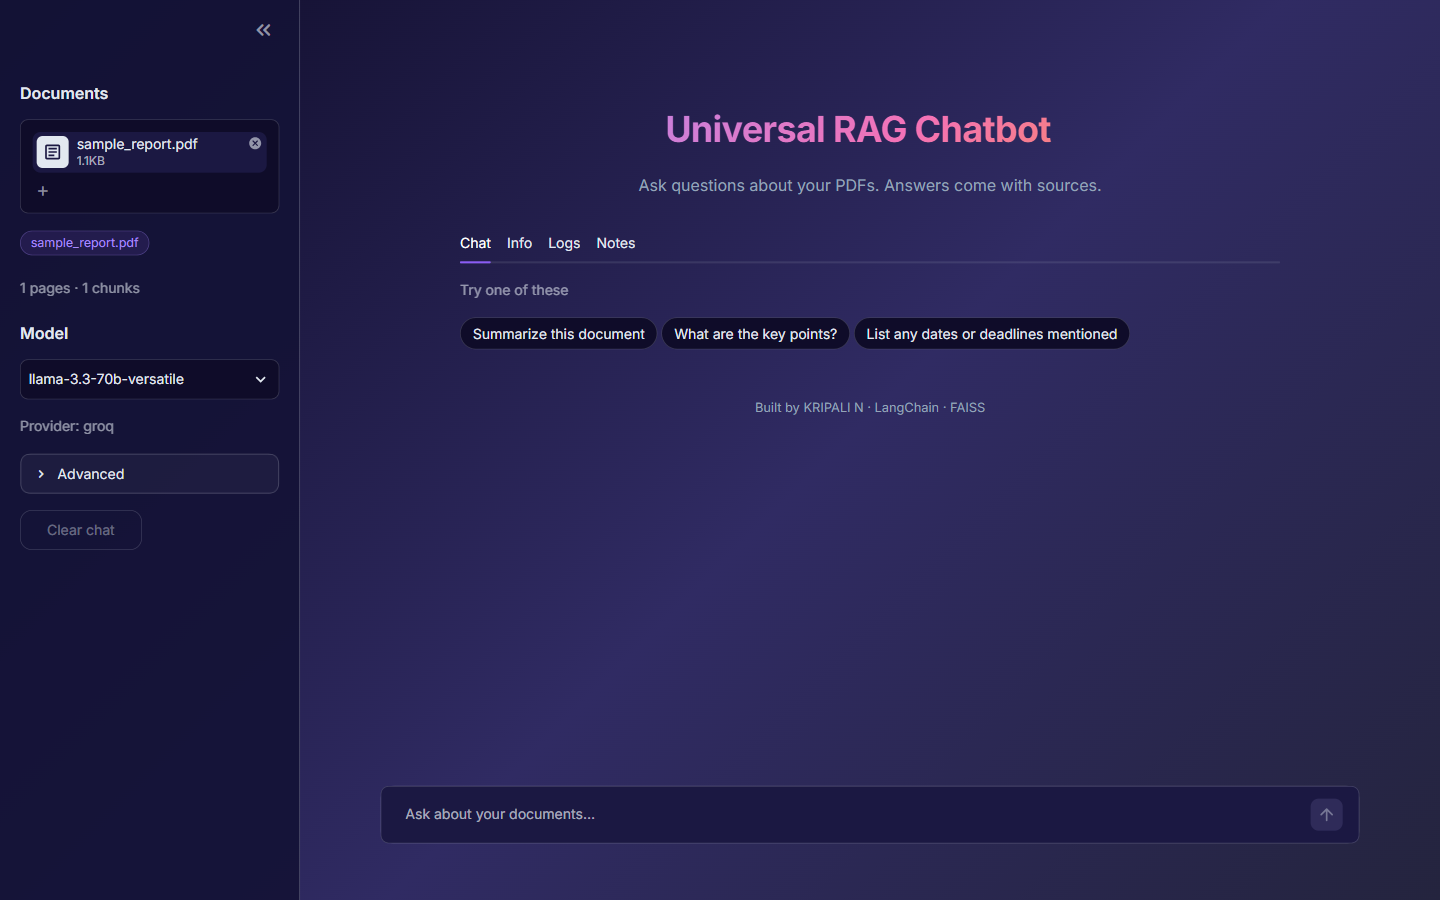 Documents
sample_report.pdf
1.1KB
sample_report.pdf
1 pages · 1 chunks
Model
llama-3.3-70b-versatile
Provider: groq
Advanced
Clear chat
Universal RAG Chatbot
Ask questions about your PDFs. Answers come with sources.
Chat Info Logs Notes
Try one of these
Summarize this document What are the key points? List any dates or deadlines mentioned
Built by KRIPALI N · LangChain · FAISS
Ask about your documents...